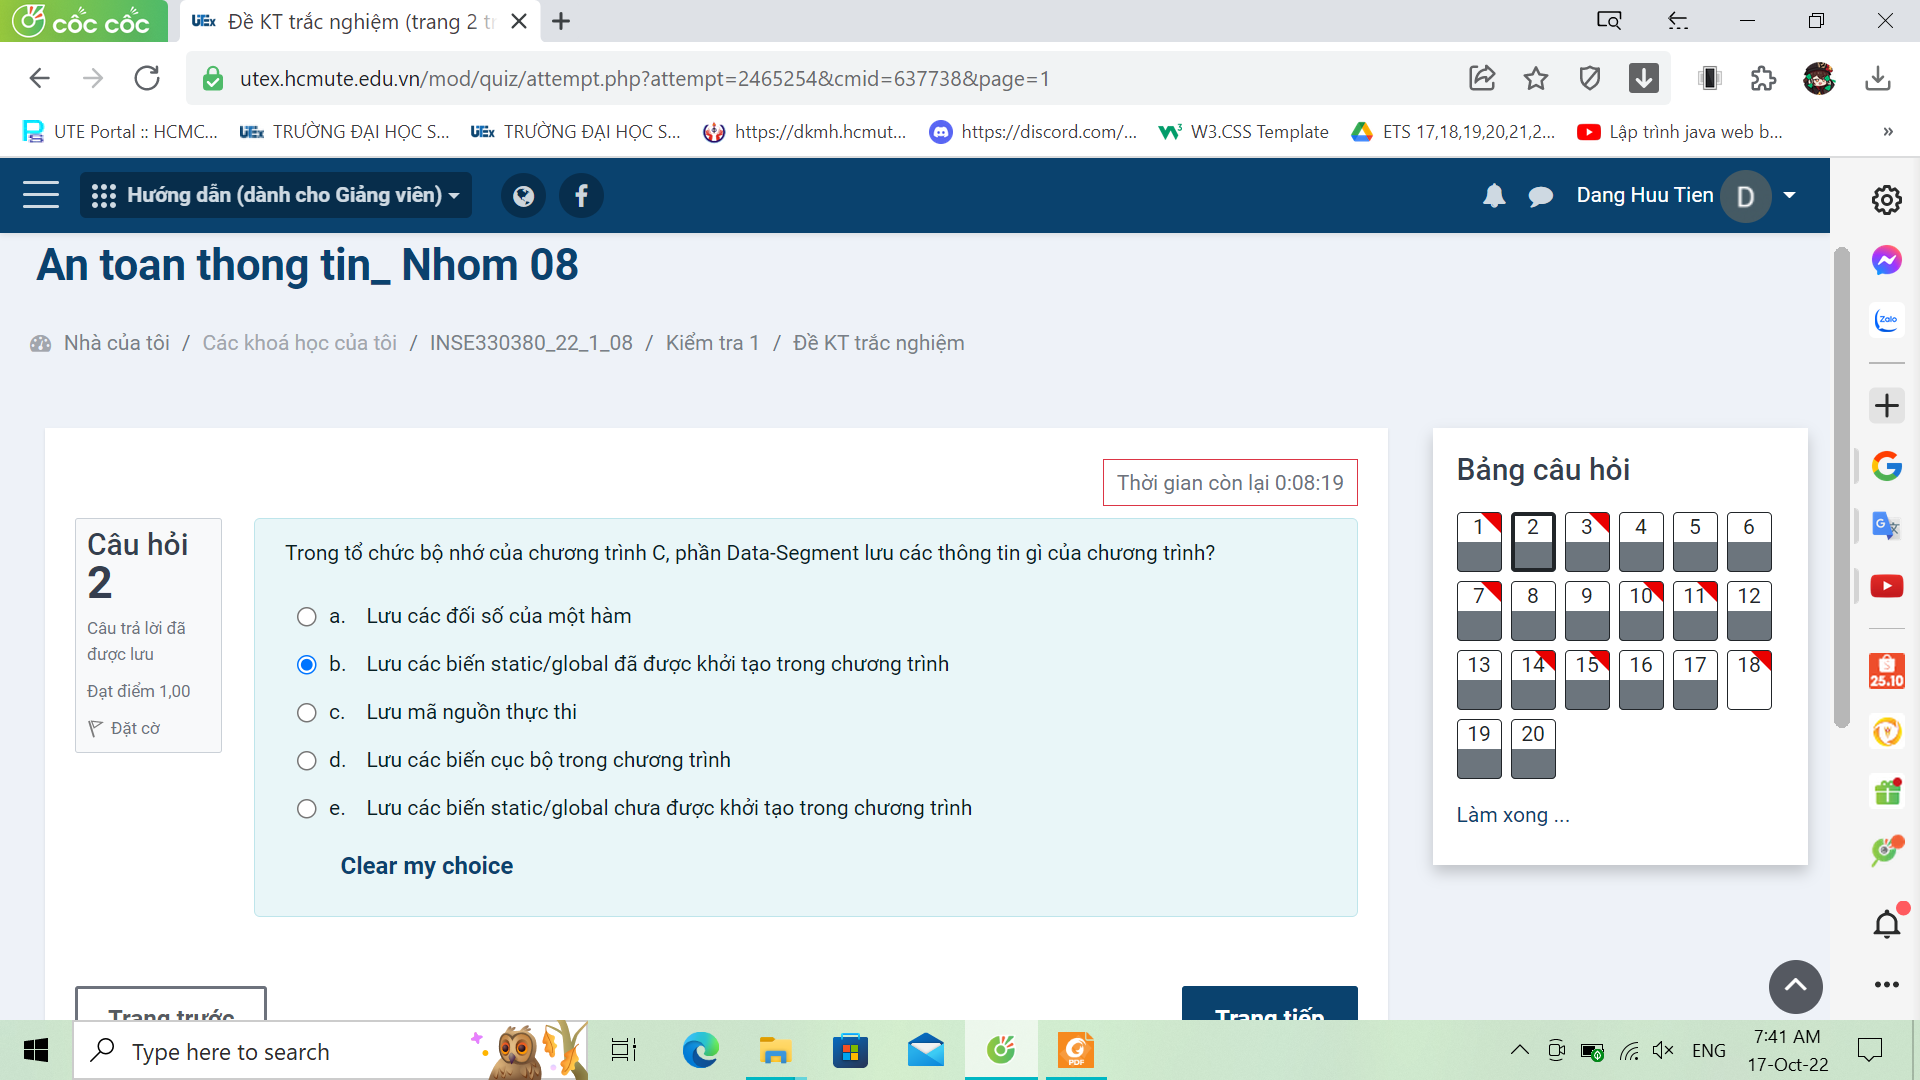 cốc cốc
UTEx Đề KT trắc nghiệm (trang 2 tr
utex.hcmute.edu.vn/mod/quiz/attempt.php?attempt=2465254&cmid=637738&page=1
UTE Portal :: HCMC...
UTEx TRƯỜNG ĐẠI HỌC S...
UTEx TRƯỜNG ĐẠI HỌC S...
https://dkmh.hcmut...
https://discord.com/...
W3.CSS Template
ETS 17,18,19,20,21,2...
Lập trình java web b...
»
Hướng dẫn (dành cho Giảng viên)
Dang Huu Tien D
An toan thong tin_ Nhom 08
Nhà của tôi / Các khoá học của tôi / INSE330380_22_1_08 / Kiểm tra 1 / Đề KT trắc nghiệm
Thời gian còn lại 0:08:19
Câu hỏi
2
Câu trả lời đã
được lưu
Đạt điểm 1,00
Đặt cờ
Trong tổ chức bộ nhớ của chương trình C, phần Data-Segment lưu các thông tin gì của chương trình?
a. Lưu các đối số của một hàm
b. Lưu các biến static/global đã được khởi tạo trong chương trình
c. Lưu mã nguồn thực thi
d. Lưu các biến cục bộ trong chương trình
e. Lưu các biến static/global chưa được khởi tạo trong chương trình
Clear my choice
Trang trước
Trang tiếp
Bảng câu hỏi
1 2 3 4 5 6
7 8 9 10 11 12
13 14 15 16 17 18
19 20
Làm xong ...
Zalo
25.10
Type here to search
PDF
ENG
7:41 AM
17-Oct-22